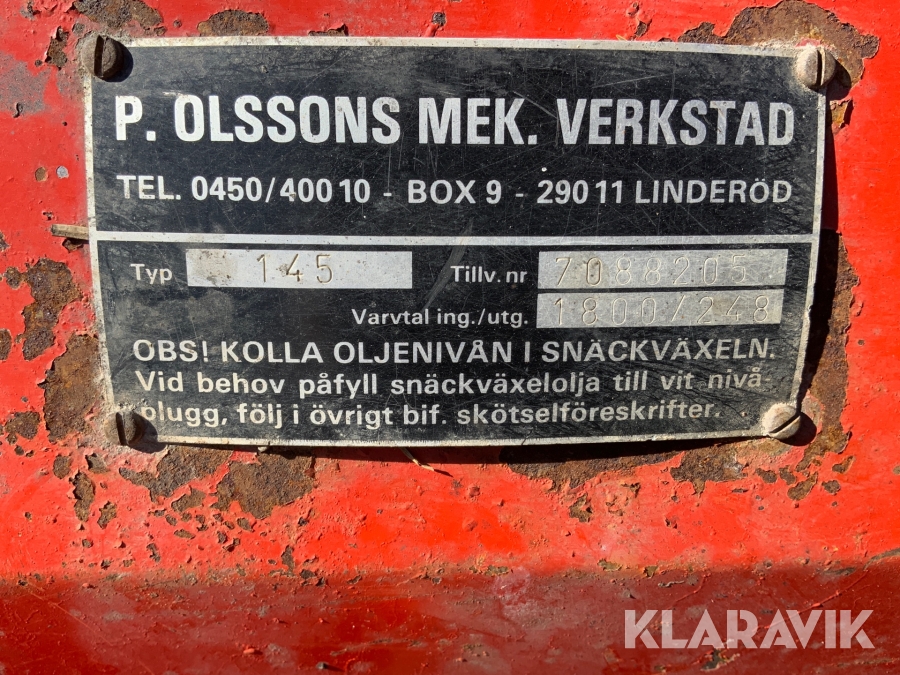 P. OLSSONS MEK. VERKSTAD
TEL. 0450/400 10 - BOX 9 - 290 11 LINDERÖD
Typ 145 Tillv. nr 7088205
Varvtal ing./utg. 1800/248
OBS! KOLLA OLJENIVÅN I SNÄCKVÄXELN.
Vid behov påfyll snäckväxelolja till vit nivå-
plugg, följ i övrigt bif. skötselföreskrifter.
KLARAVIK